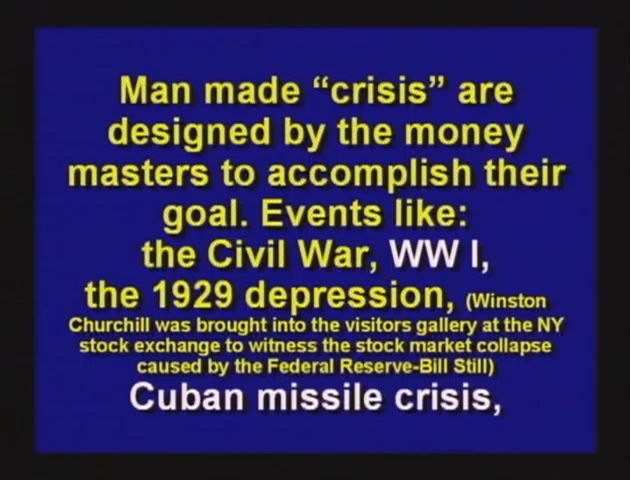 Man made “crisis” are
designed by the money
masters to accomplish their
goal. Events like:
the Civil War, WW I,
the 1929 depression, (Winston
Churchill was brought into the visitors gallery at the NY
stock exchange to witness the stock market collapse
caused by the Federal Reserve-Bill Still)
Cuban missile crisis,